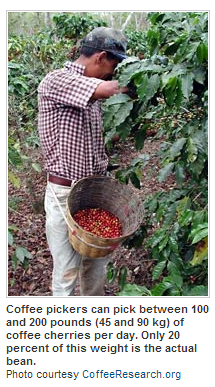 Coffee pickers can pick between 100
and 200 pounds (45 and 90 kg) of
coffee cherries per day. Only 20
percent of this weight is the actual
bean.
Photo courtesy CoffeeResearch.org